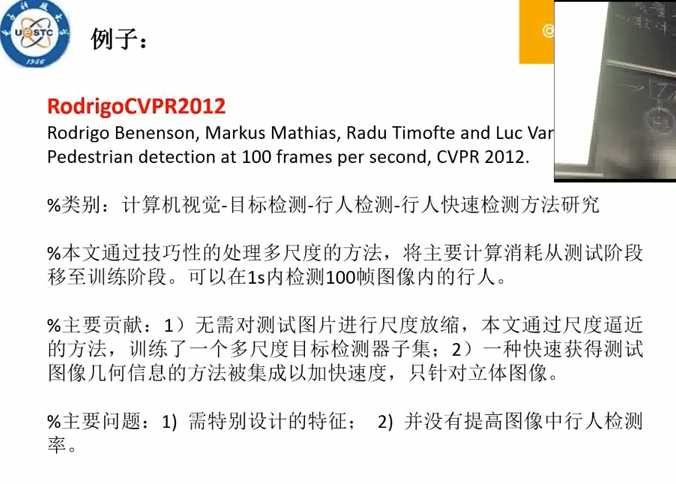 UESTC
1956
例子：
@
RodrigoCVPR2012
Rodrigo Benenson, Markus Mathias, Radu Timofte and Luc Van
Pedestrian detection at 100 frames per second, CVPR 2012.
%类别：计算机视觉-目标检测-行人检测-行人快速检测方法研究
%本文通过技巧性的处理多尺度的方法，将主要计算消耗从测试阶段
移至训练阶段。可以在1s内检测100帧图像内的行人。
%主要贡献：1）无需对测试图片进行尺度放缩，本文通过尺度逼近
的方法，训练了一个多尺度目标检测器子集；2）一种快速获得测试
图像几何信息的方法被集成以加快速度，只针对立体图像。
%主要问题：1) 需特别设计的特征； 2) 并没有提高图像中行人检测
率。